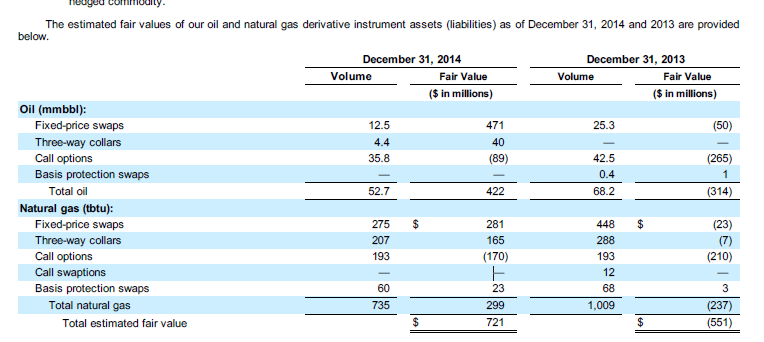 hedged commodity.
The estimated fair values of our oil and natural gas derivative instrument assets (liabilities) as of December 31, 2014 and 2013 are provided
below.
December 31, 2014 December 31, 2013
Volume Fair Value Volume Fair Value
($ in millions) ($ in millions)
Oil (mmbbl):
Fixed-price swaps 12.5 471 25.3 (50)
Three-way collars 4.4 40 — —
Call options 35.8 (89) 42.5 (265)
Basis protection swaps — — 0.4 1
Total oil 52.7 422 68.2 (314)
Natural gas (tbtu):
Fixed-price swaps 275 $ 281 448 $ (23)
Three-way collars 207 165 288 (7)
Call options 193 (170) 193 (210)
Call swaptions — — 12 —
Basis protection swaps 60 23 68 3
Total natural gas 735 299 1,009 (237)
Total estimated fair value $ 721 $ (551)